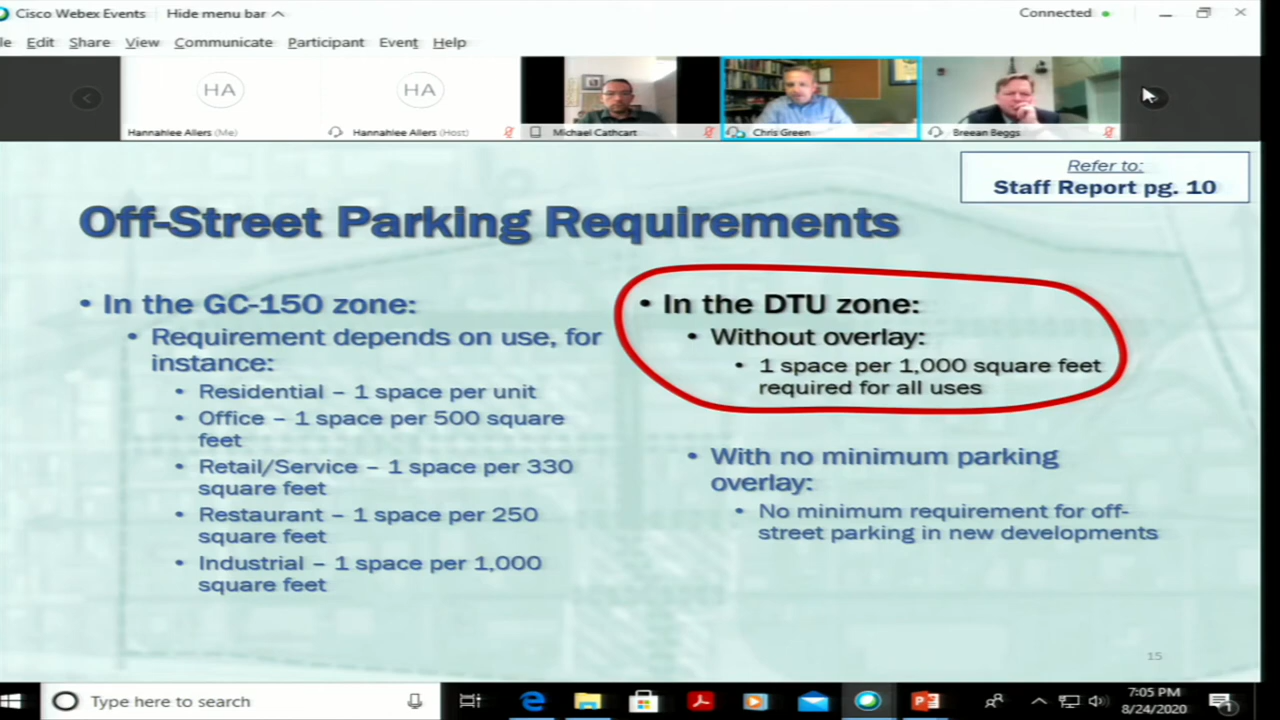 Cisco Webex Events Hide menu bar Connected
le Edit Share View Communicate Participant Event Help
HA HA
Hannahlee Allers (Me) Hannahlee Allers (Host) Michael Cathcart Chris Green Breean Beggs
Refer to:
Staff Report pg. 10
Off-Street Parking Requirements
• In the GC-150 zone:
• Requirement depends on use, for
instance:
• Residential – 1 space per unit
• Office – 1 space per 500 square
feet
• Retail/Service – 1 space per 330
square feet
• Restaurant – 1 space per 250
square feet
• Industrial – 1 space per 1,000
square feet
• In the DTU zone:
• Without overlay:
• 1 space per 1,000 square feet
required for all uses
• With no minimum parking
overlay:
• No minimum requirement for off-
street parking in new developments
15
Type here to search
7:05 PM
8/24/2020
1